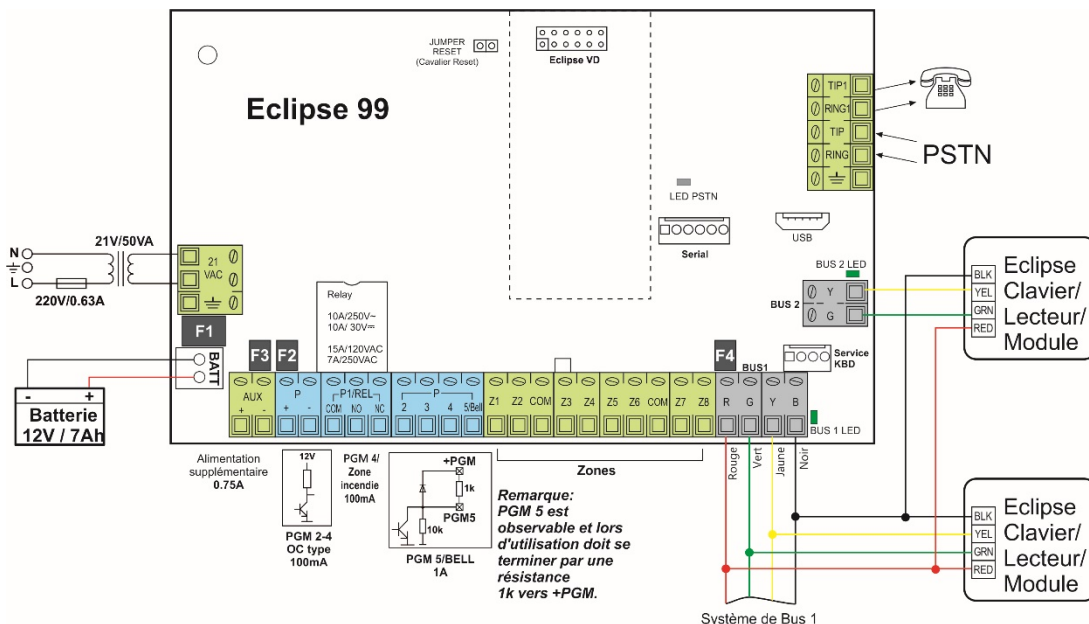 JUMPER
RESET
(Cavalier Reset)
Eclipse VD
Eclipse 99
TIP1
RING1
TIP
RING
PSTN
LED PSTN
Serial
USB
21V/50VA
N
L
220V/0.63A
21
VAC
F1
BATT
- +
Batterie
12V / 7Ah
Relay
10A/250V~
10A/ 30V⎓
15A/120VAC
7A/250VAC
BUS 2 LED
BUS 2
Y
G
Service
KBD
BUS 1 LED
F3
F2
F4
BUS1
AUX
+ -
P
+ -
P1/REL
COM NO NC
P
2 3 4 5/Bell
Z1 Z2 COM Z3 Z4 Z5 Z6 COM Z7 Z8
R G Y B
Rouge
Vert
Jaune
Noir
Alimentation
supplémentaire
0.75A
12V
PGM 2-4
OC type
100mA
PGM 4/
Zone
incendie
100mA
+PGM
1k
PGM5
10k
PGM 5/BELL
1A
Zones
Remarque:
PGM 5 est
observable et lors
d'utilisation doit se
terminer par une
résistance
1k vers +PGM.
BLK
YEL
GRN
RED
Eclipse
Clavier/
Lecteur/
Module
BLK
YEL
GRN
RED
Eclipse
Clavier/
Lecteur/
Module
Système de Bus 1